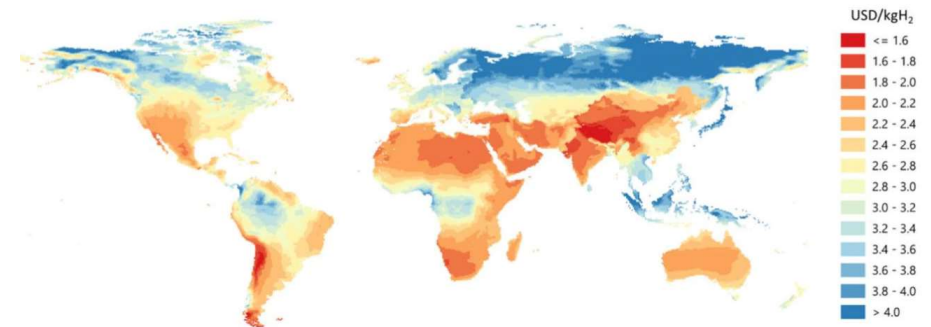 USD/kgH₂
<= 1.6
1.6 - 1.8
1.8 - 2.0
2.0 - 2.2
2.2 - 2.4
2.4 - 2.6
2.6 - 2.8
2.8 - 3.0
3.0 - 3.2
3.2 - 3.4
3.4 - 3.6
3.6 - 3.8
3.8 - 4.0
> 4.0